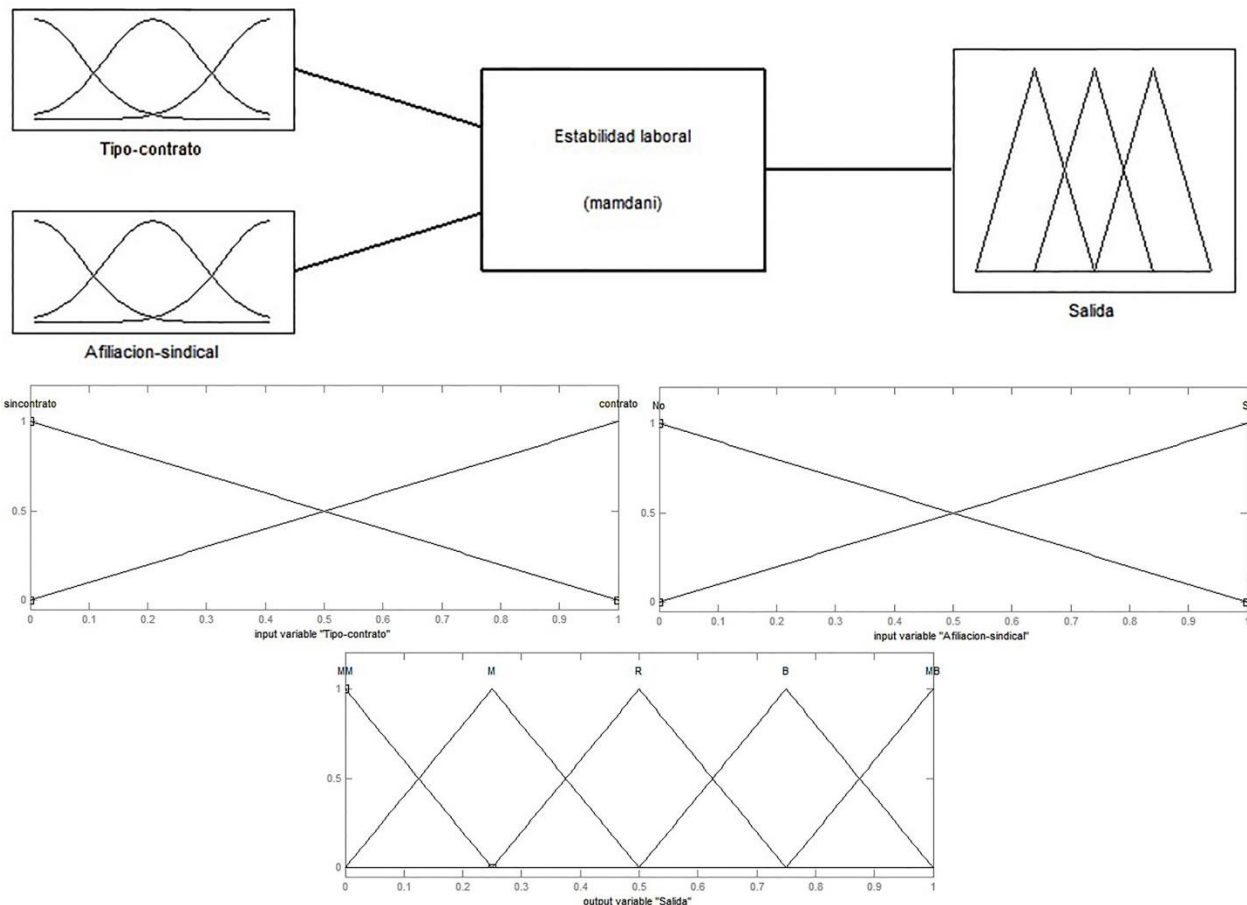 Tipo-contrato
Estabilidad laboral
(mamdani)
Afiliacion-sindical
Salida
sincontrato contrato
1
0.5
0
0 0.1 0.2 0.3 0.4 0.5 0.6 0.7 0.8 0.9 1
input variable "Tipo-contrato"
No S
1
0.5
0
0 0.1 0.2 0.3 0.4 0.5 0.6 0.7 0.8 0.9 1
input variable "Afiliacion-sindical"
MM M R B MB
1
0.5
0
0 0.1 0.2 0.3 0.4 0.5 0.6 0.7 0.8 0.9 1
output variable "Salida"